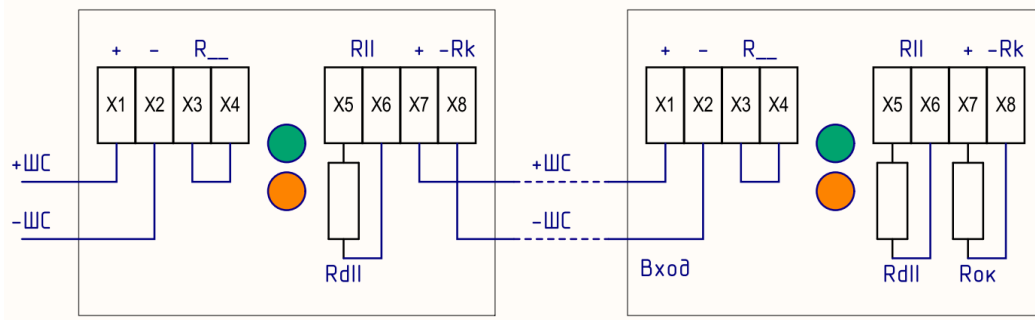 + - R__ RII + -Rk + - R__ RII + -Rk
X1 X2 X3 X4 X5 X6 X7 X8 X1 X2 X3 X4 X5 X6 X7 X8
+ШС +ШС
-ШС -ШС
RdII Вход RdII Rок